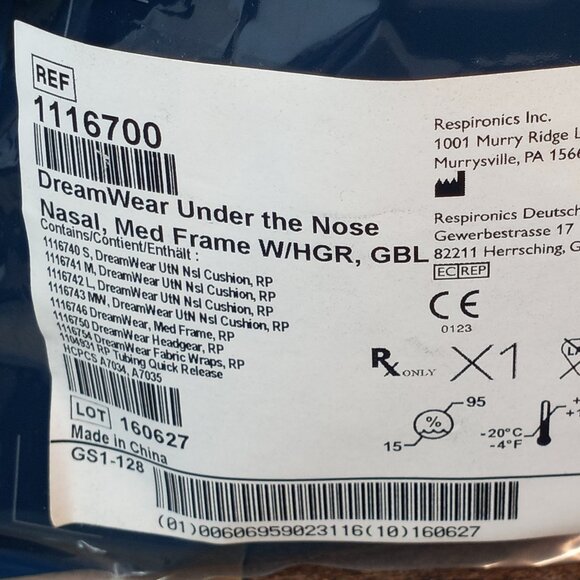 REF
1116700
DreamWear Under the Nose
Nasal, Med Frame W/HGR, GBL
Contains/Contient/Enthält :
1116740 S, DreamWear UtN Nsl Cushion, RP
1116741 M, DreamWear UtN Nsl Cushion, RP
1116742 L, DreamWear UtN Nsl Cushion, RP
1116743 MW, DreamWear UtN Nsl Cushion, RP
1116746 DreamWear, Med Frame, RP
1116750 DreamWear Headgear, RP
1116754 DreamWear Fabric Wraps, RP
1104931 RP Tubing Quick Release
HCPCS A7034, A7035
LOT 160627
Made in China
GS1-128
(01)00606959023116(10)160627
Respironics Inc.
1001 Murry Ridge L
Murrysville, PA 1566
Respironics Deutsch
Gewerbestrasse 17
82211 Herrsching, G
EC REP
CE
0123
Rx ONLY
X1
95
%
15
-20°C
-4°F